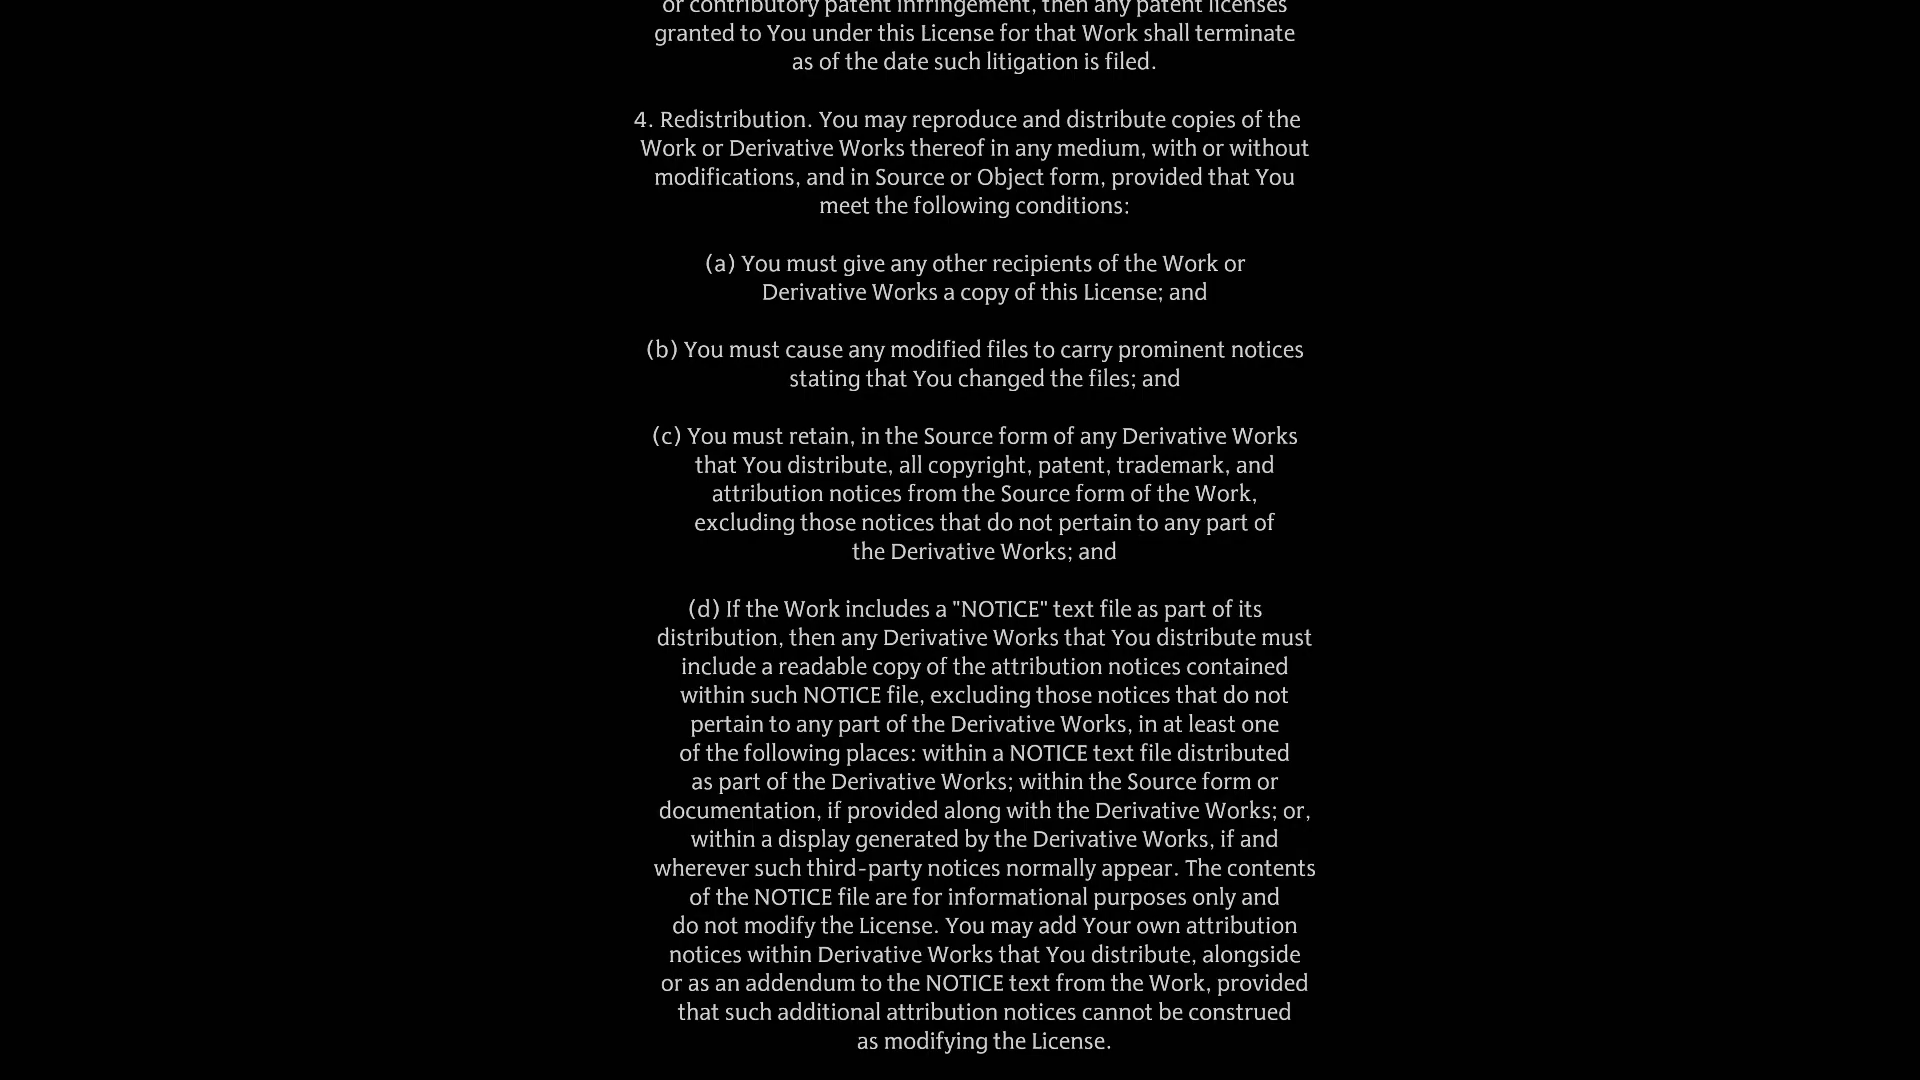 or contributory patent infringement, then any patent licenses
granted to You under this License for that Work shall terminate
as of the date such litigation is filed.
4. Redistribution. You may reproduce and distribute copies of the
Work or Derivative Works thereof in any medium, with or without
modifications, and in Source or Object form, provided that You
meet the following conditions:
(a) You must give any other recipients of the Work or
Derivative Works a copy of this License; and
(b) You must cause any modified files to carry prominent notices
stating that You changed the files; and
(c) You must retain, in the Source form of any Derivative Works
that You distribute, all copyright, patent, trademark, and
attribution notices from the Source form of the Work,
excluding those notices that do not pertain to any part of
the Derivative Works; and
(d) If the Work includes a "NOTICE" text file as part of its
distribution, then any Derivative Works that You distribute must
include a readable copy of the attribution notices contained
within such NOTICE file, excluding those notices that do not
pertain to any part of the Derivative Works, in at least one
of the following places: within a NOTICE text file distributed
as part of the Derivative Works; within the Source form or
documentation, if provided along with the Derivative Works; or,
within a display generated by the Derivative Works, if and
wherever such third-party notices normally appear. The contents
of the NOTICE file are for informational purposes only and
do not modify the License. You may add Your own attribution
notices within Derivative Works that You distribute, alongside
or as an addendum to the NOTICE text from the Work, provided
that such additional attribution notices cannot be construed
as modifying the License.